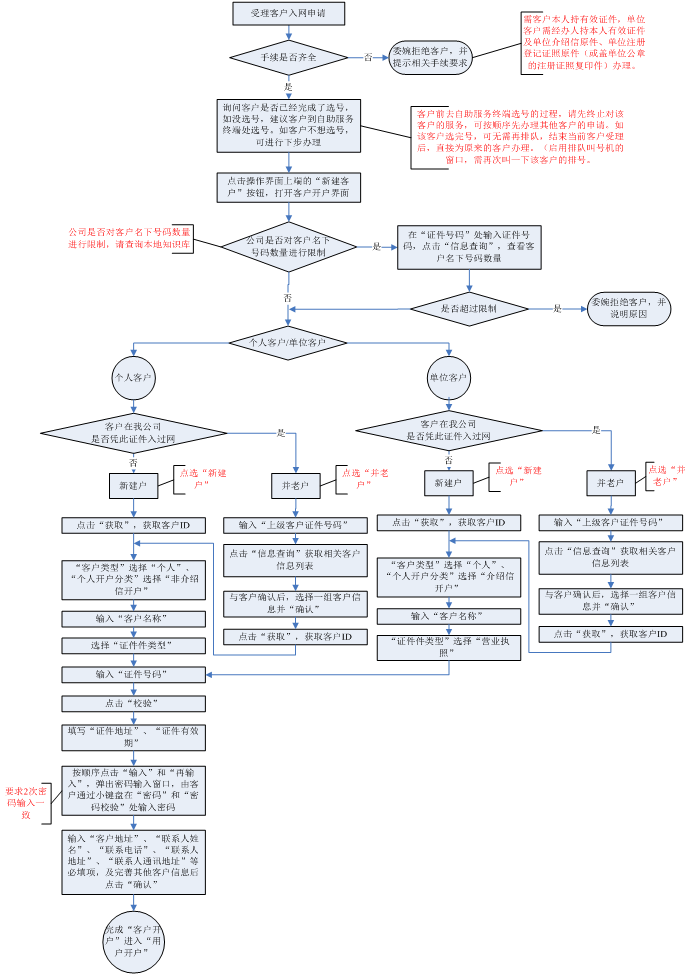 受理客户入网申请
需客户本人持有效证件，单位
客户需经办人持本人有效证件
及单位介绍信原件、单位注册
登记证照原件（或盖单位公章
的注册证照复印件）办理。
手续是否齐全
否
委婉拒绝客户，并
提示相关手续要求
是
询问客户是否已经完成了选号，
如没选号，建议客户到自助服务
终端处选号，如客户不想选号，
可进行下步办理
客户前去自助服务终端选号的过程，请先终止对该
客户的服务，可按顺序先办理其他客户的申请，如
该客户选完号，可无需再排队，结束当前客户受理
后，直接为原来的客户办理。（启用排队叫号机的
窗口，需再次叫一下该客户的排号。
点击操作界面上端的“新建客
户”按钮，打开客户开户界面
公司是否对客户名下号码数量
进行限制，请查询本地知识库
公司是否对客户名下
号码数量进行限制
是
在“证件号码”处输入证件号
码，点击“信息查询”，查看客
户名下号码数量
否
是否超过限制
是
委婉拒绝客户，并
说明原因
个人客户/单位客户
个人客户
单位客户
客户在我公司
是否凭此证件入过网
是
否
客户在我公司
是否凭此证件入过网
是
否
新建户
点选“新建
户”
并老户
点选“并老
户”
新建户
点选“新建
户”
并老户
点选“并
老户”
点击“获取”，获取客户ID
输入“上级客户证件号码”
点击“获取”，获取客户ID
输入“上级客户证件号码”
点击“信息查询”获取相关客户
信息列表
点击“信息查询”获取相关客户
信息列表
“客户类型”选择“个人”、
“个人开户分类”选择“非介绍
信开户”
“客户类型”选择“个人”、
“个人开户分类”选择“介绍信
开户”
与客户确认后，选择一组客户信
息并“确认”
与客户确认后，选择一组客户信
息并“确认”
输入“客户名称”
输入“客户名称”
点击“获取”，获取客户ID
点击“获取”，获取客户ID
选择“证件件类型”
“证件件类型”选择“营业执
照”
输入“证件号码”
点击“校验”
填写“证件地址”、“证件有效
期”
要求2次密
码输入一
致
按顺序点击“输入”和“再输
入”，弹出密码输入窗口，由客
户通过小键盘在“密码”和“密
码校验”处输入密码
输入“客户地址”、“联系人姓
名”、“联系电话”、“联系人
地址”、“联系人通讯地址”等
必填项，及完善其他客户信息后
点击“确认”
完成“客户开
户”进入“用
户开户”